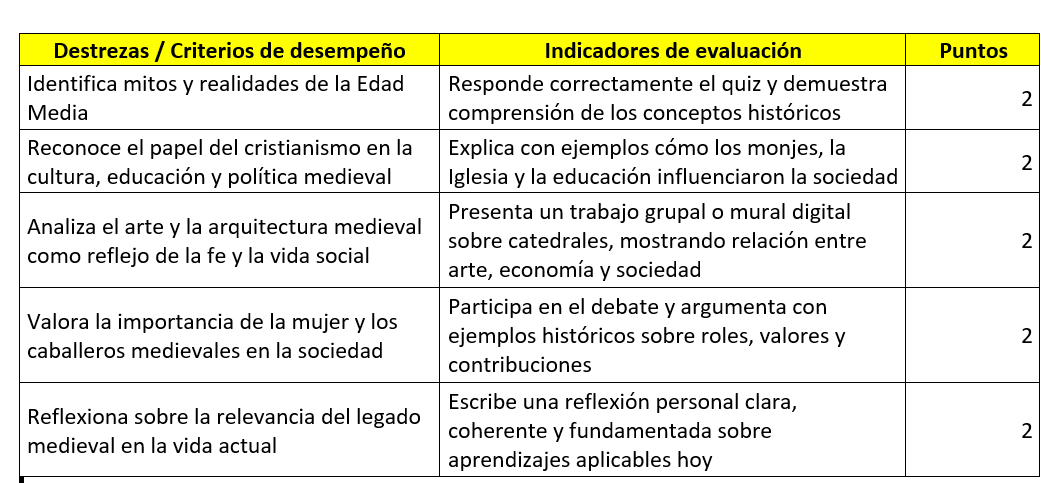 Destrezas / Criterios de desempeño
Indicadores de evaluación
Puntos
Identifica mitos y realidades de la Edad
Media
Responde correctamente el quiz y demuestra
comprensión de los conceptos históricos
2
Reconoce el papel del cristianismo en la
cultura, educación y política medieval
Explica con ejemplos cómo los monjes, la
Iglesia y la educación influenciaron la sociedad
2
Analiza el arte y la arquitectura medieval
como reflejo de la fe y la vida social
Presenta un trabajo grupal o mural digital
sobre catedrales, mostrando relación entre
arte, economía y sociedad
2
Valora la importancia de la mujer y los
caballeros medievales en la sociedad
Participa en el debate y argumenta con
ejemplos históricos sobre roles, valores y
contribuciones
2
Reflexiona sobre la relevancia del legado
medieval en la vida actual
Escribe una reflexión personal clara,
coherente y fundamentada sobre
aprendizajes aplicables hoy
2